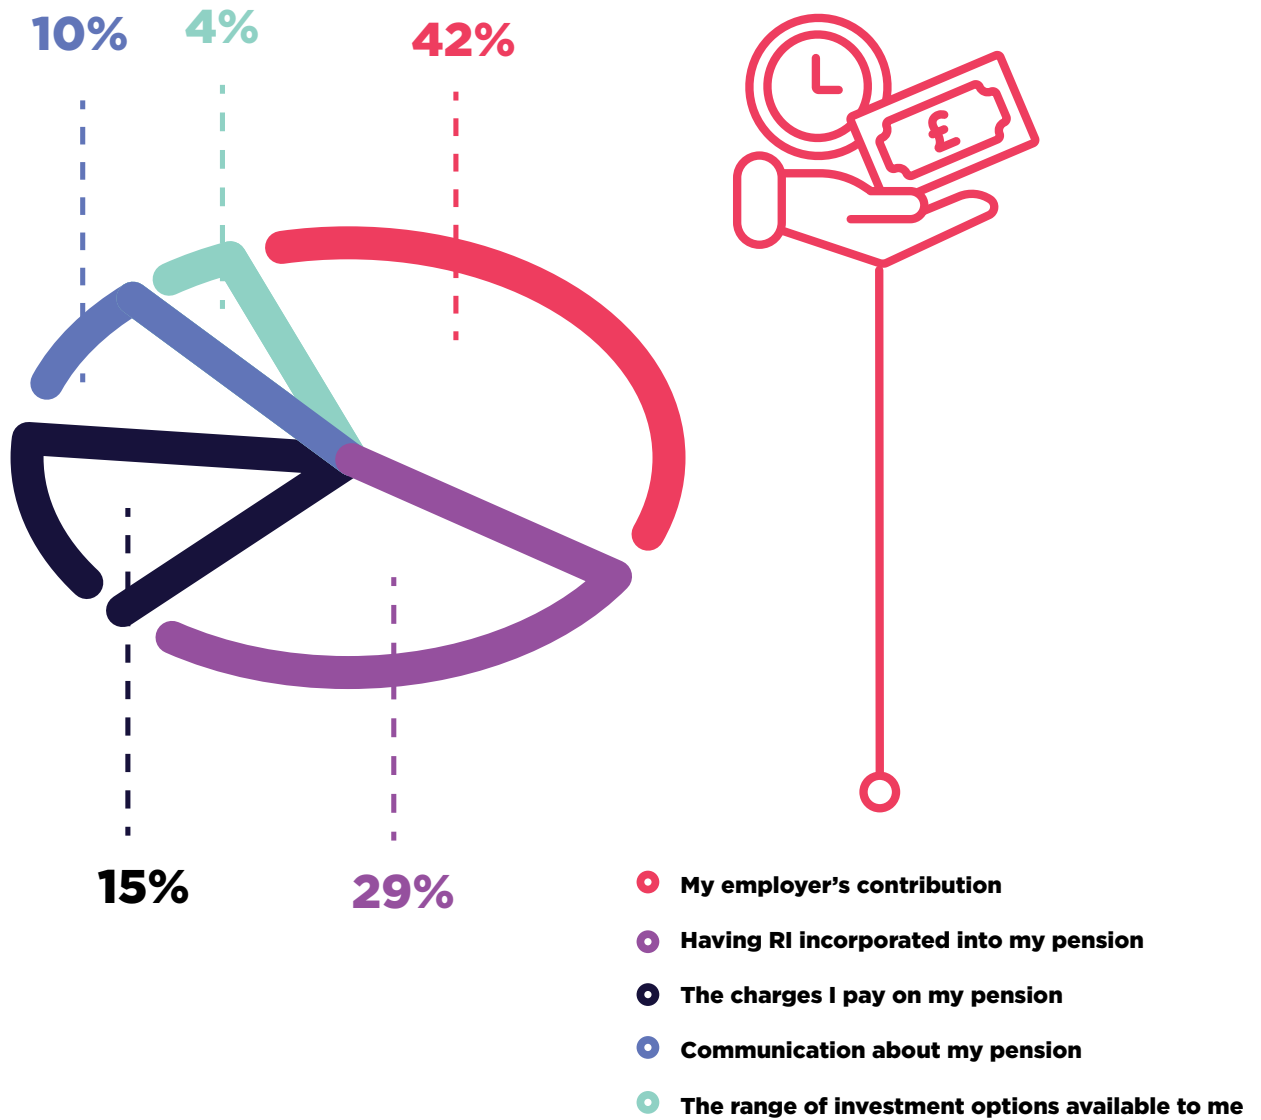 10%
4%
42%
£
15%
29%
My employer’s contribution
Having RI incorporated into my pension
The charges I pay on my pension
Communication about my pension
The range of investment options available to me